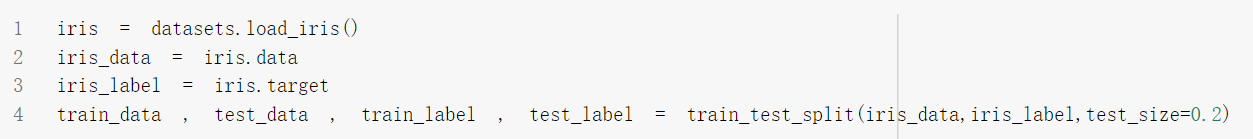 1 iris = datasets.load_iris()
2 iris_data = iris.data
3 iris_label = iris.target
4 train_data , test_data , train_label , test_label = train_test_split(iris_data,iris_label,test_size=0.2)